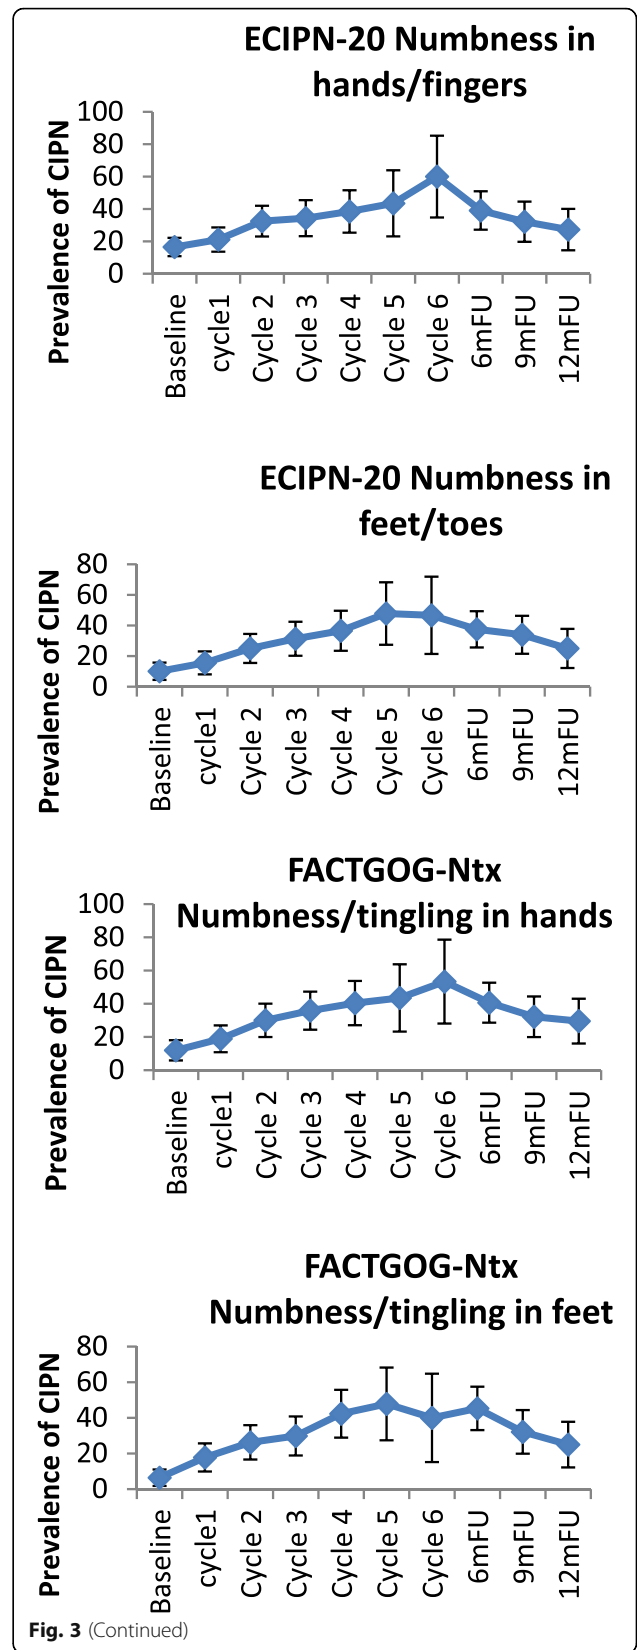 ECIPN-20 Numbness in
hands/fingers
Prevalence of CIPN
100
80
60
40
20
0
Baseline
cycle1
Cycle 2
Cycle 3
Cycle 4
Cycle 5
Cycle 6
6mFU
9mFU
12mFU
ECIPN-20 Numbness in
feet/toes
Prevalence of CIPN
80
60
40
20
0
Baseline
cycle1
Cycle 2
Cycle 3
Cycle 4
Cycle 5
Cycle 6
6mFU
9mFU
12mFU
FACTGOG-Ntx
Numbness/tingling in hands
Prevalence of CIPN
100
80
60
40
20
0
Baseline
cycle1
Cycle 2
Cycle 3
Cycle 4
Cycle 5
Cycle 6
6mFU
9mFU
12mFU
FACTGOG-Ntx
Numbness/tingling in feet
Prevalence of CIPN
80
60
40
20
0
Baseline
cycle1
Cycle 2
Cycle 3
Cycle 4
Cycle 5
Cycle 6
6mFU
9mFU
12mFU
Fig. 3 (Continued)